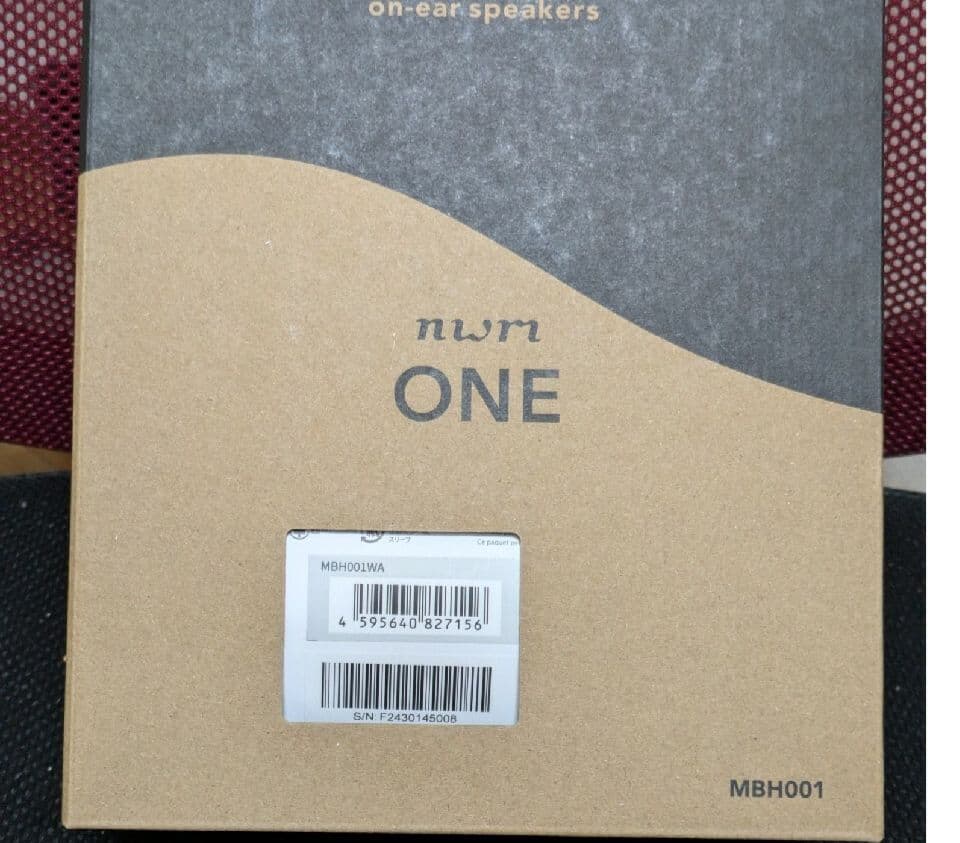 on-ear speakers
nwm
ONE
スリーブ
Ce paquet
MBH001WA
4 595640 827156
S/N: F2430145008
MBH001